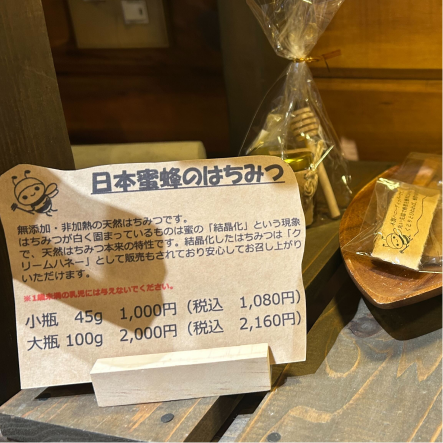 日本蜜蜂のはちみつ
無添加・非加熱の天然はちみつです。
はちみつが白く固まっているものは蜜の「結晶化」という現象
で、天然はちみつ本来の特性です。結晶化したはちみつは「ク
リームハネー」として販売もされており安心してお召し上がり
いただけます。
※1歳未満の乳児には与えないでください。
小瓶 45g 1,000円（税込 1,080円）
大瓶 100g 2,000円（税込 2,160円）